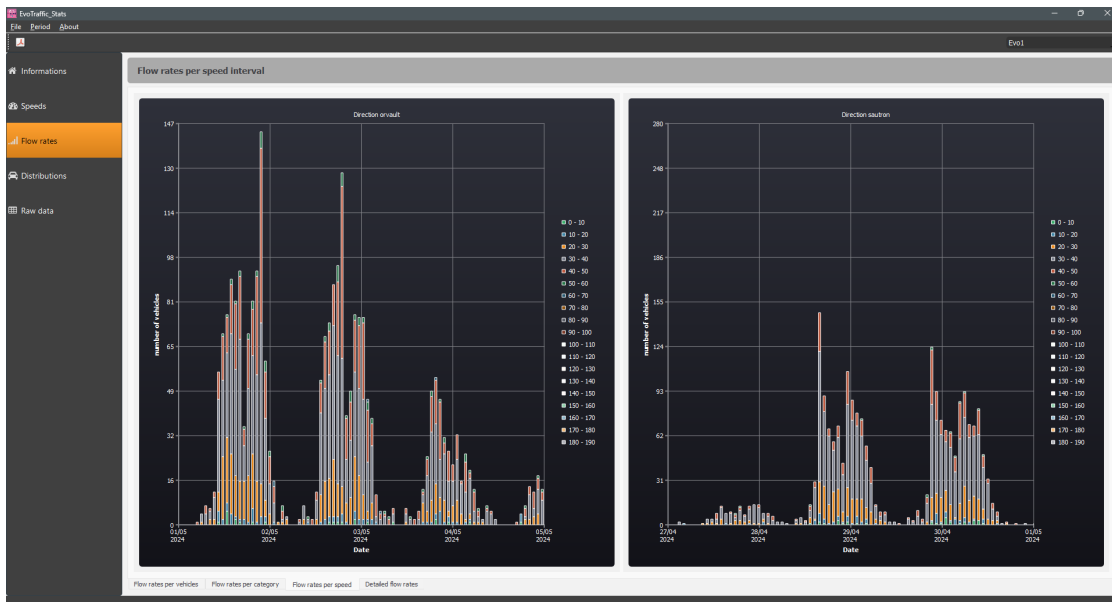 EvoTraffic_Stats
File Period About
Evo1
Informations
Speeds
Flow rates
Distributions
Raw data
Flow rates per speed interval
Direction orvault
147
130
114
98
81
65
49
32
16
0
number of vehicles
01/05 2024
02/05 2024
03/05 2024
04/05 2024
05/05 2024
Date
0 - 10
10 - 20
20 - 30
30 - 40
40 - 50
50 - 60
60 - 70
70 - 80
80 - 90
90 - 100
100 - 110
110 - 120
120 - 130
130 - 140
140 - 150
150 - 160
160 - 170
170 - 180
180 - 190
Direction sautron
280
248
217
186
155
124
93
62
31
0
number of vehicles
27/04 2024
28/04 2024
29/04 2024
30/04 2024
01/05 2024
Date
0 - 10
10 - 20
20 - 30
30 - 40
40 - 50
50 - 60
60 - 70
70 - 80
80 - 90
90 - 100
100 - 110
110 - 120
120 - 130
130 - 140
140 - 150
150 - 160
160 - 170
170 - 180
180 - 190
Flow rates per vehicles Flow rates per category Flow rates per speed Detailed flow rates